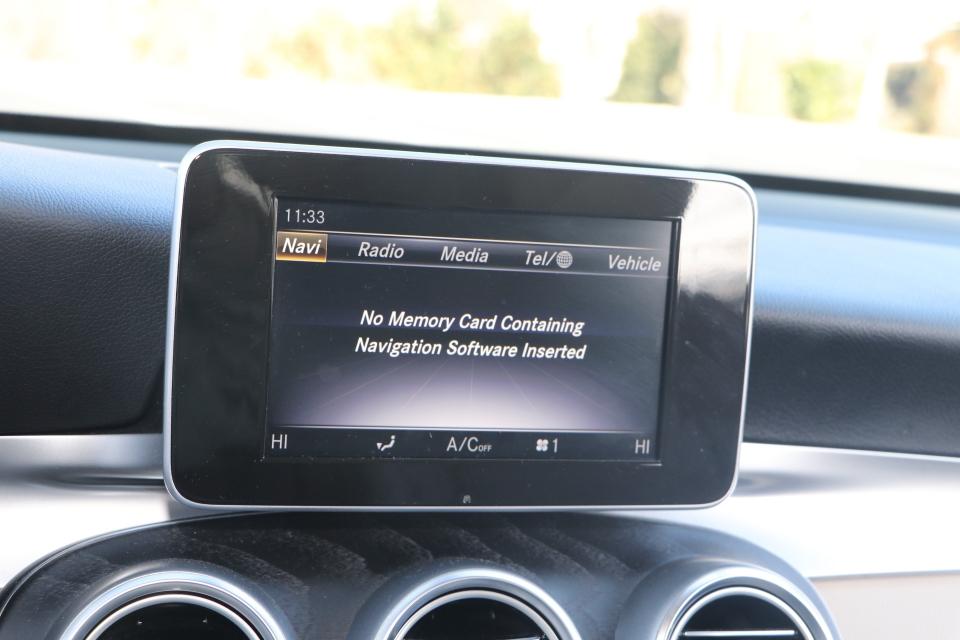 11:33
Navi Radio Media Tel/ Vehicle
No Memory Card Containing
Navigation Software Inserted
HI A/COFF 1 HI